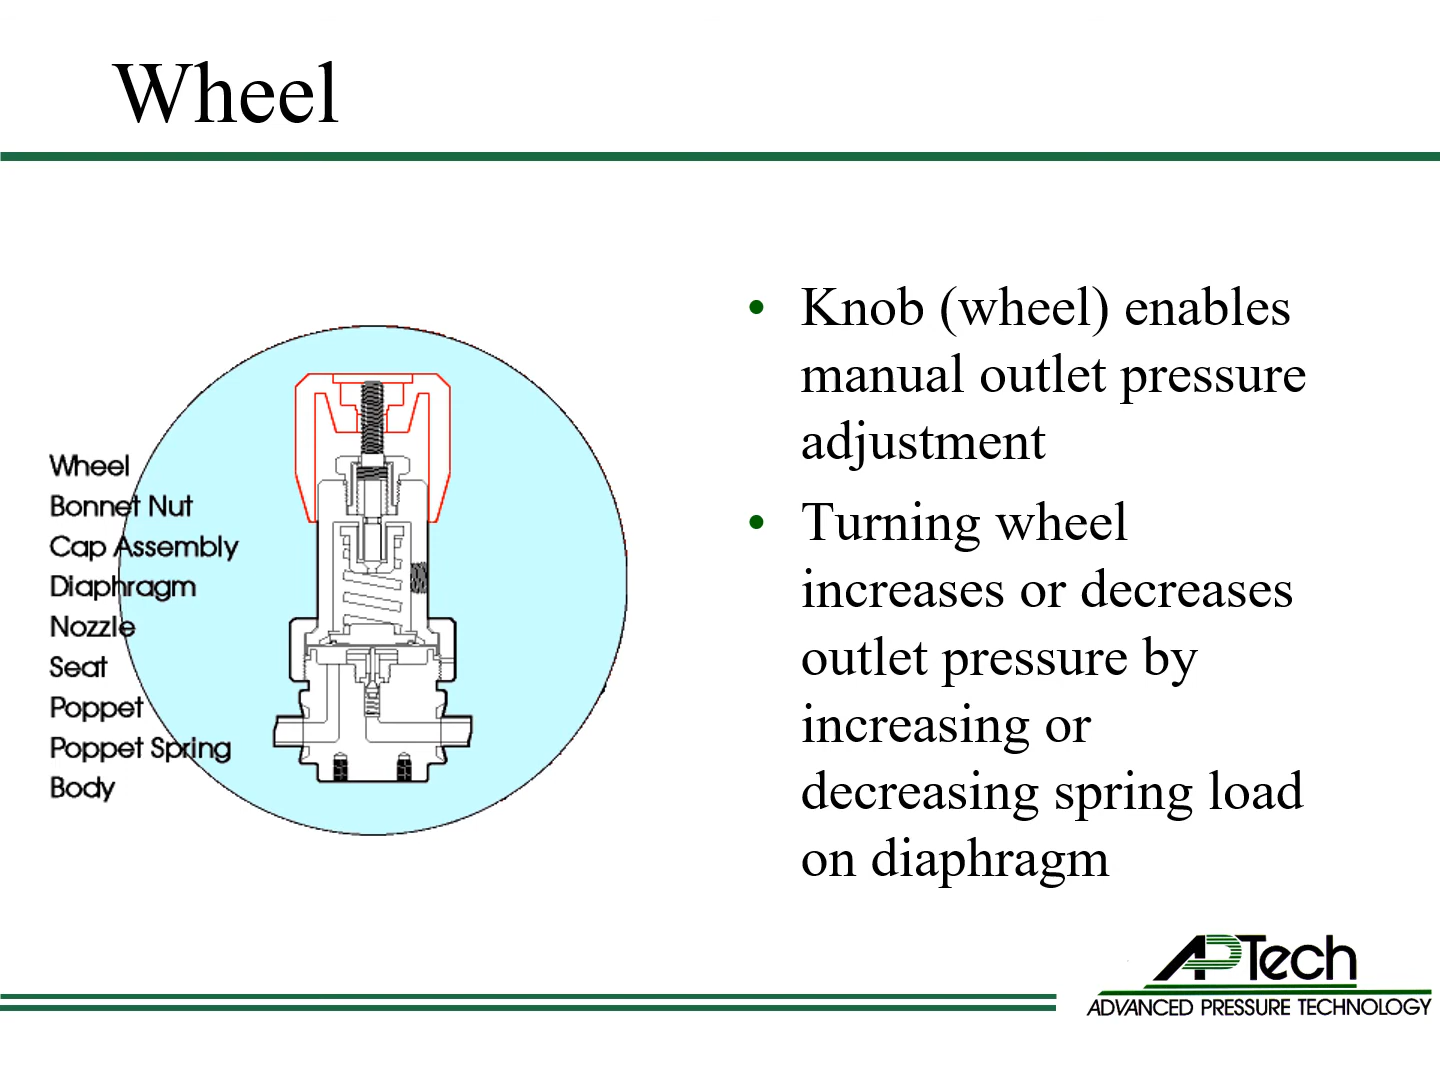 Wheel
Wheel
Bonnet Nut
Cap Assembly
Diaphragm
Nozzle
Seat
Poppet
Poppet Spring
Body
• Knob (wheel) enables
manual outlet pressure
adjustment
• Turning wheel
increases or decreases
outlet pressure by
increasing or
decreasing spring load
on diaphragm
APTech
ADVANCED PRESSURE TECHNOLOGY